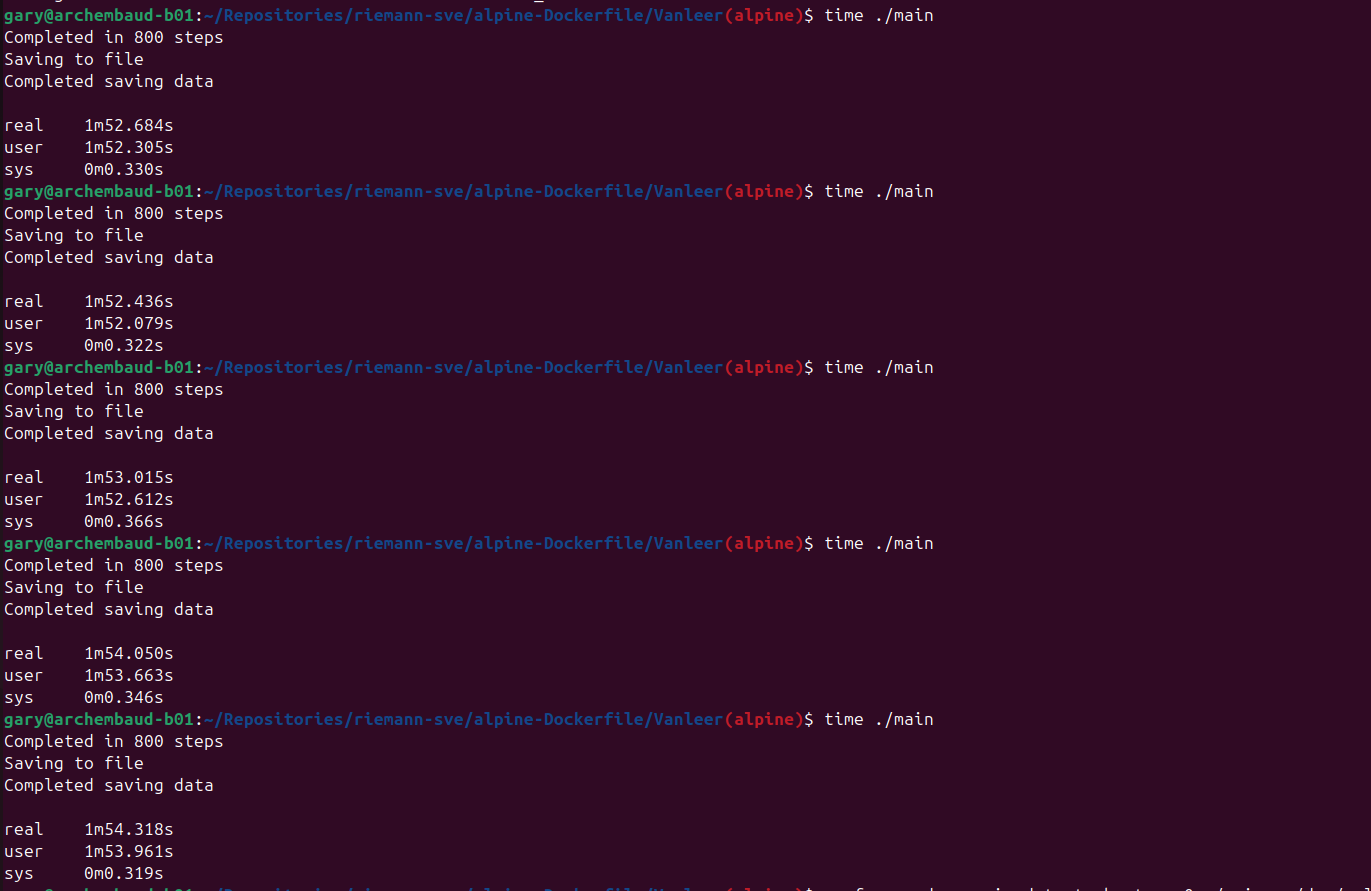 gary@archembaud-b01:~/Repositories/riemann-sve/alpine-Dockerfile/Vanleer(alpine)$ time ./main
Completed in 800 steps
Saving to file
Completed saving data
real 1m52.684s
user 1m52.305s
sys 0m0.330s
gary@archembaud-b01:~/Repositories/riemann-sve/alpine-Dockerfile/Vanleer(alpine)$ time ./main
Completed in 800 steps
Saving to file
Completed saving data
real 1m52.436s
user 1m52.079s
sys 0m0.322s
gary@archembaud-b01:~/Repositories/riemann-sve/alpine-Dockerfile/Vanleer(alpine)$ time ./main
Completed in 800 steps
Saving to file
Completed saving data
real 1m53.015s
user 1m52.612s
sys 0m0.366s
gary@archembaud-b01:~/Repositories/riemann-sve/alpine-Dockerfile/Vanleer(alpine)$ time ./main
Completed in 800 steps
Saving to file
Completed saving data
real 1m54.050s
user 1m53.663s
sys 0m0.346s
gary@archembaud-b01:~/Repositories/riemann-sve/alpine-Dockerfile/Vanleer(alpine)$ time ./main
Completed in 800 steps
Saving to file
Completed saving data
real 1m54.318s
user 1m53.961s
sys 0m0.319s